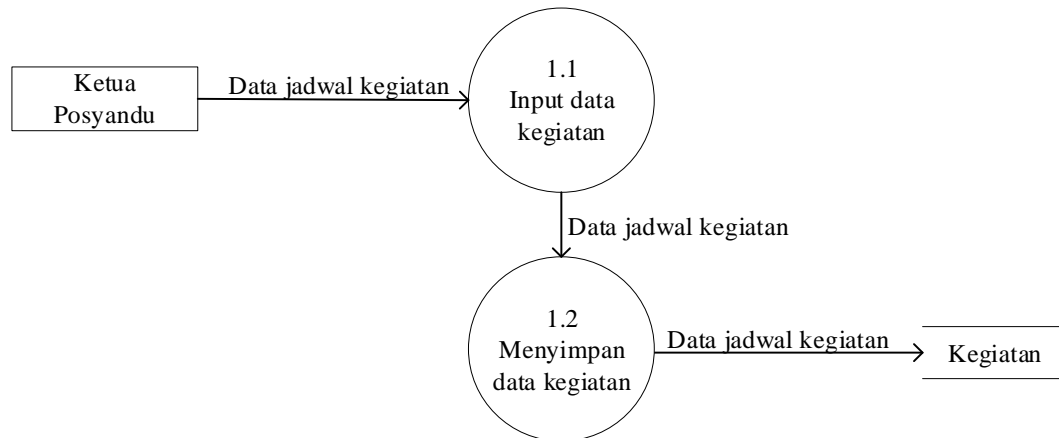 Ketua
Posyandu
Data jadwal kegiatan
1.1
Input data
kegiatan
Data jadwal kegiatan
1.2
Menyimpan
data kegiatan
Data jadwal kegiatan
Kegiatan